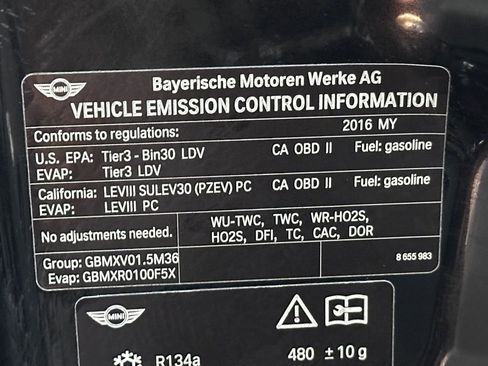 MINI
Bayerische Motoren Werke AG
VEHICLE EMISSION CONTROL INFORMATION
Conforms to regulations: 2016 MY
U.S. EPA: Tier3 - Bin30 LDV CA OBD II Fuel: gasoline
EVAP: Tier3 LDV
California: LEVIII SULEV30 (PZEV) PC CA OBD II Fuel: gasoline
EVAP: LEVIII PC
No adjustments needed. WU-TWC, TWC, WR-HO2S,
HO2S, DFI, TC, CAC, DOR
Group: GBMXV01.5M36 8 655 983
Evap: GBMXR0100F5X
MINI
R134a 480 ± 10 g